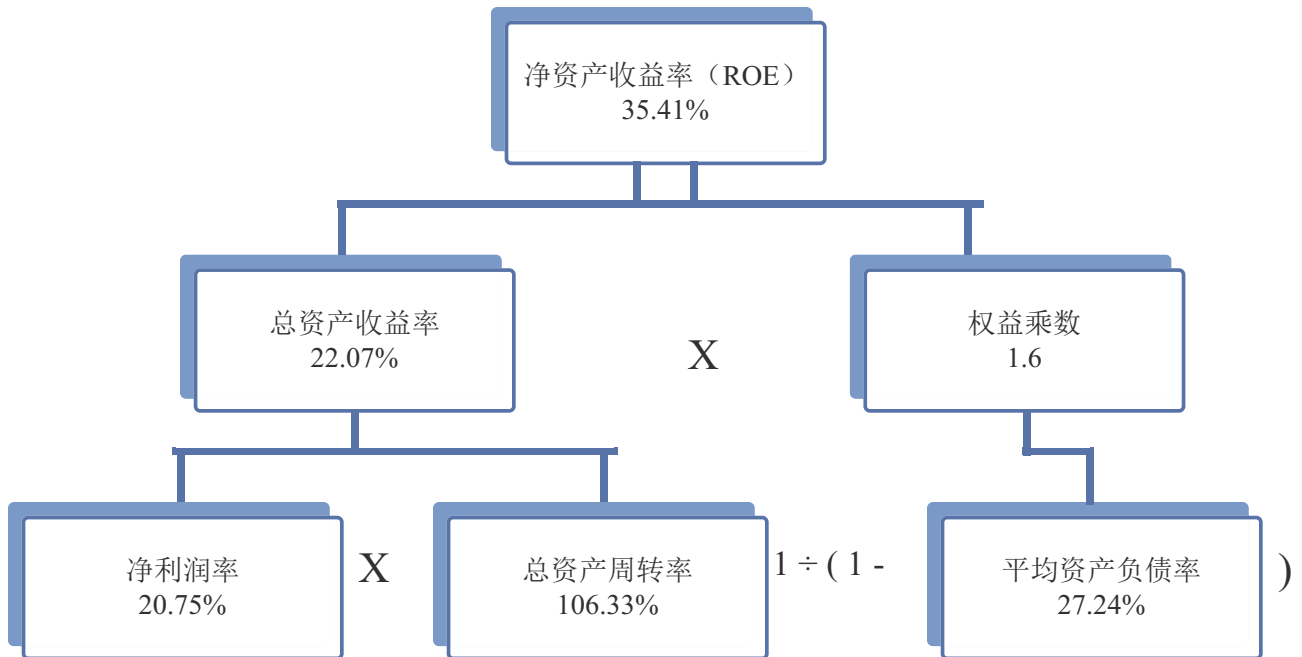 净资产收益率（ROE）
35.41%
总资产收益率
22.07%
X
权益乘数
1.6
净利润率
20.75%
X
总资产周转率
106.33%
1 ÷ ( 1 -
平均资产负债率
27.24%
)